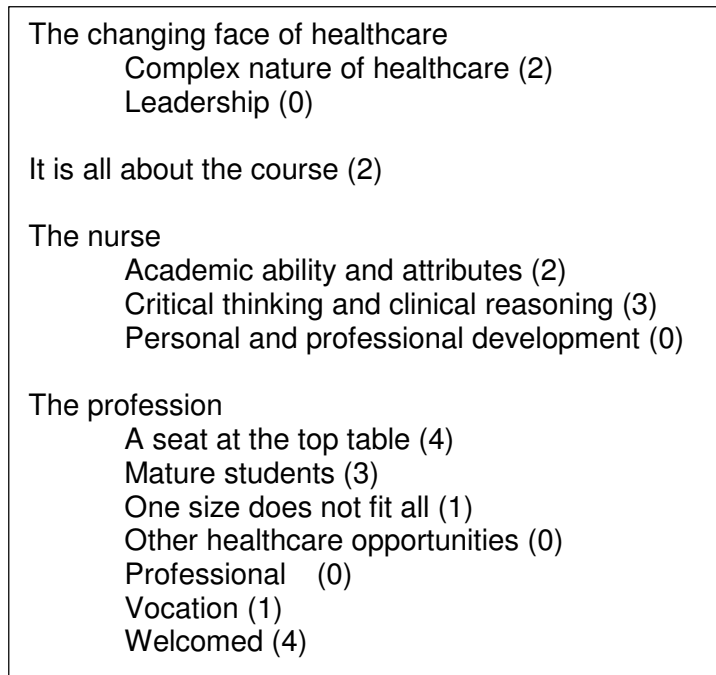 The changing face of healthcare
Complex nature of healthcare (2)
Leadership (0)
It is all about the course (2)
The nurse
Academic ability and attributes (2)
Critical thinking and clinical reasoning (3)
Personal and professional development (0)
The profession
A seat at the top table (4)
Mature students (3)
One size does not fit all (1)
Other healthcare opportunities (0)
Professional (0)
Vocation (1)
Welcomed (4)